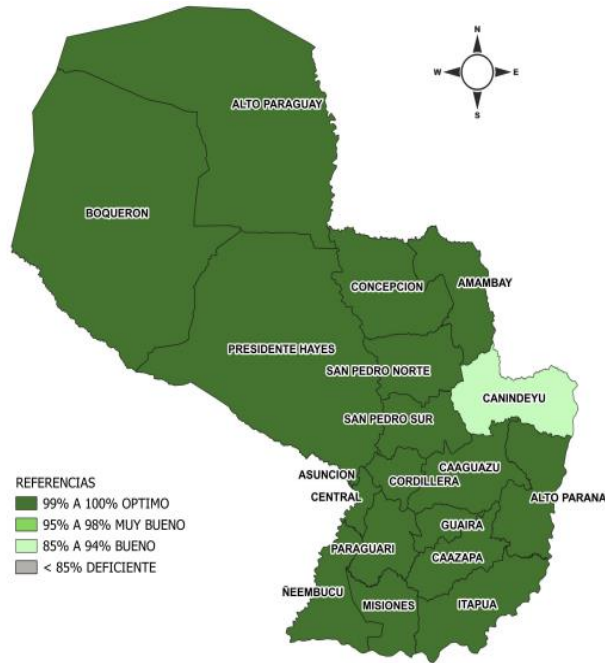 N
W E
S
ALTO PARAGUAY
BOQUERON
CONCEPCION
AMAMBAY
PRESIDENTE HAYES
SAN PEDRO NORTE
CANINDEYU
SAN PEDRO SUR
CAAGUAZU
ASUNCION
CORDILLERA
CENTRAL
ALTO PARANA
GUAIRA
PARAGUARI
CAAZAPA
ÑEEMBUCU
MISIONES
ITAPUA
REFERENCIAS
99% A 100% OPTIMO
95% A 98% MUY BUENO
85% A 94% BUENO
< 85% DEFICIENTE